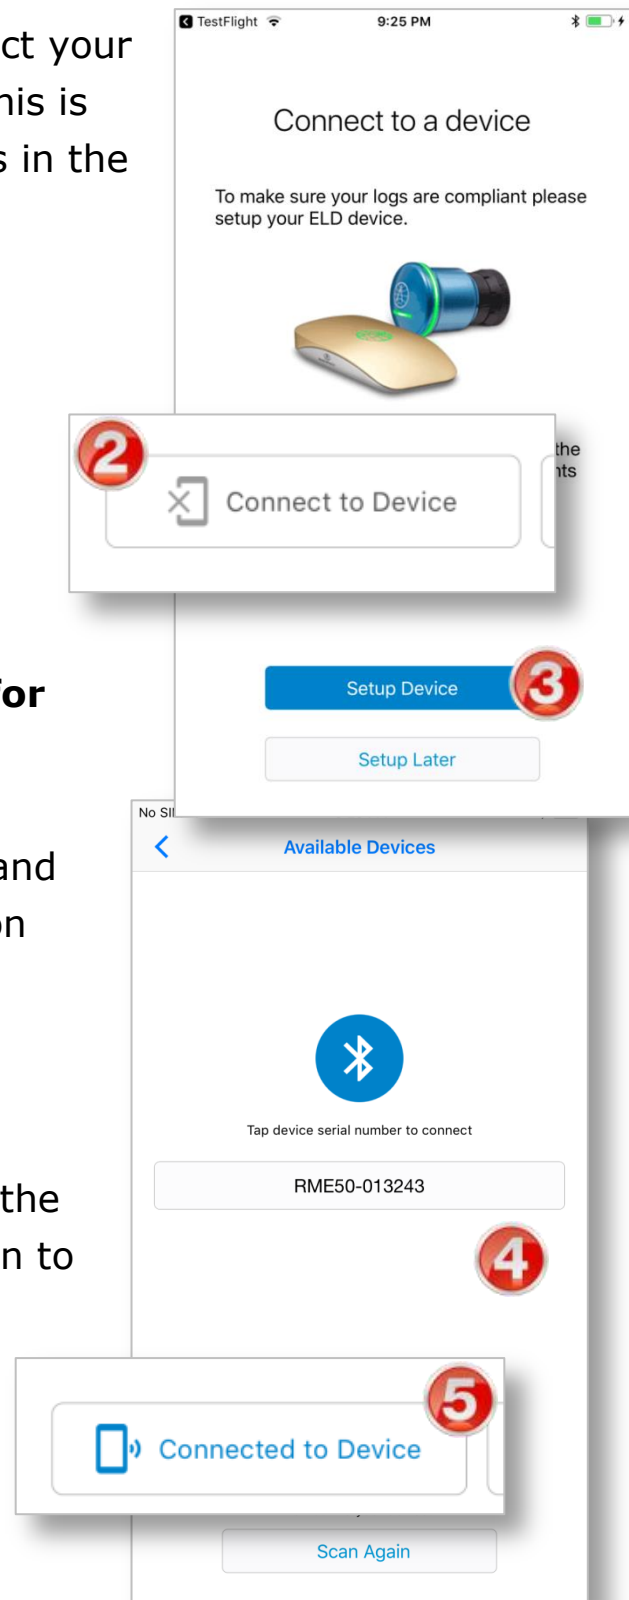 ct your
his is
s in the
TestFlight 9:25 PM
Connect to a device
To make sure your logs are compliant please
setup your ELD device.
the
nts
2
Connect to Device
for
3
Setup Device
Setup Later
and
on
the
n to
No SI
Available Devices
Tap device serial number to connect
RME50-013243
4
5
Connected to Device
Scan Again